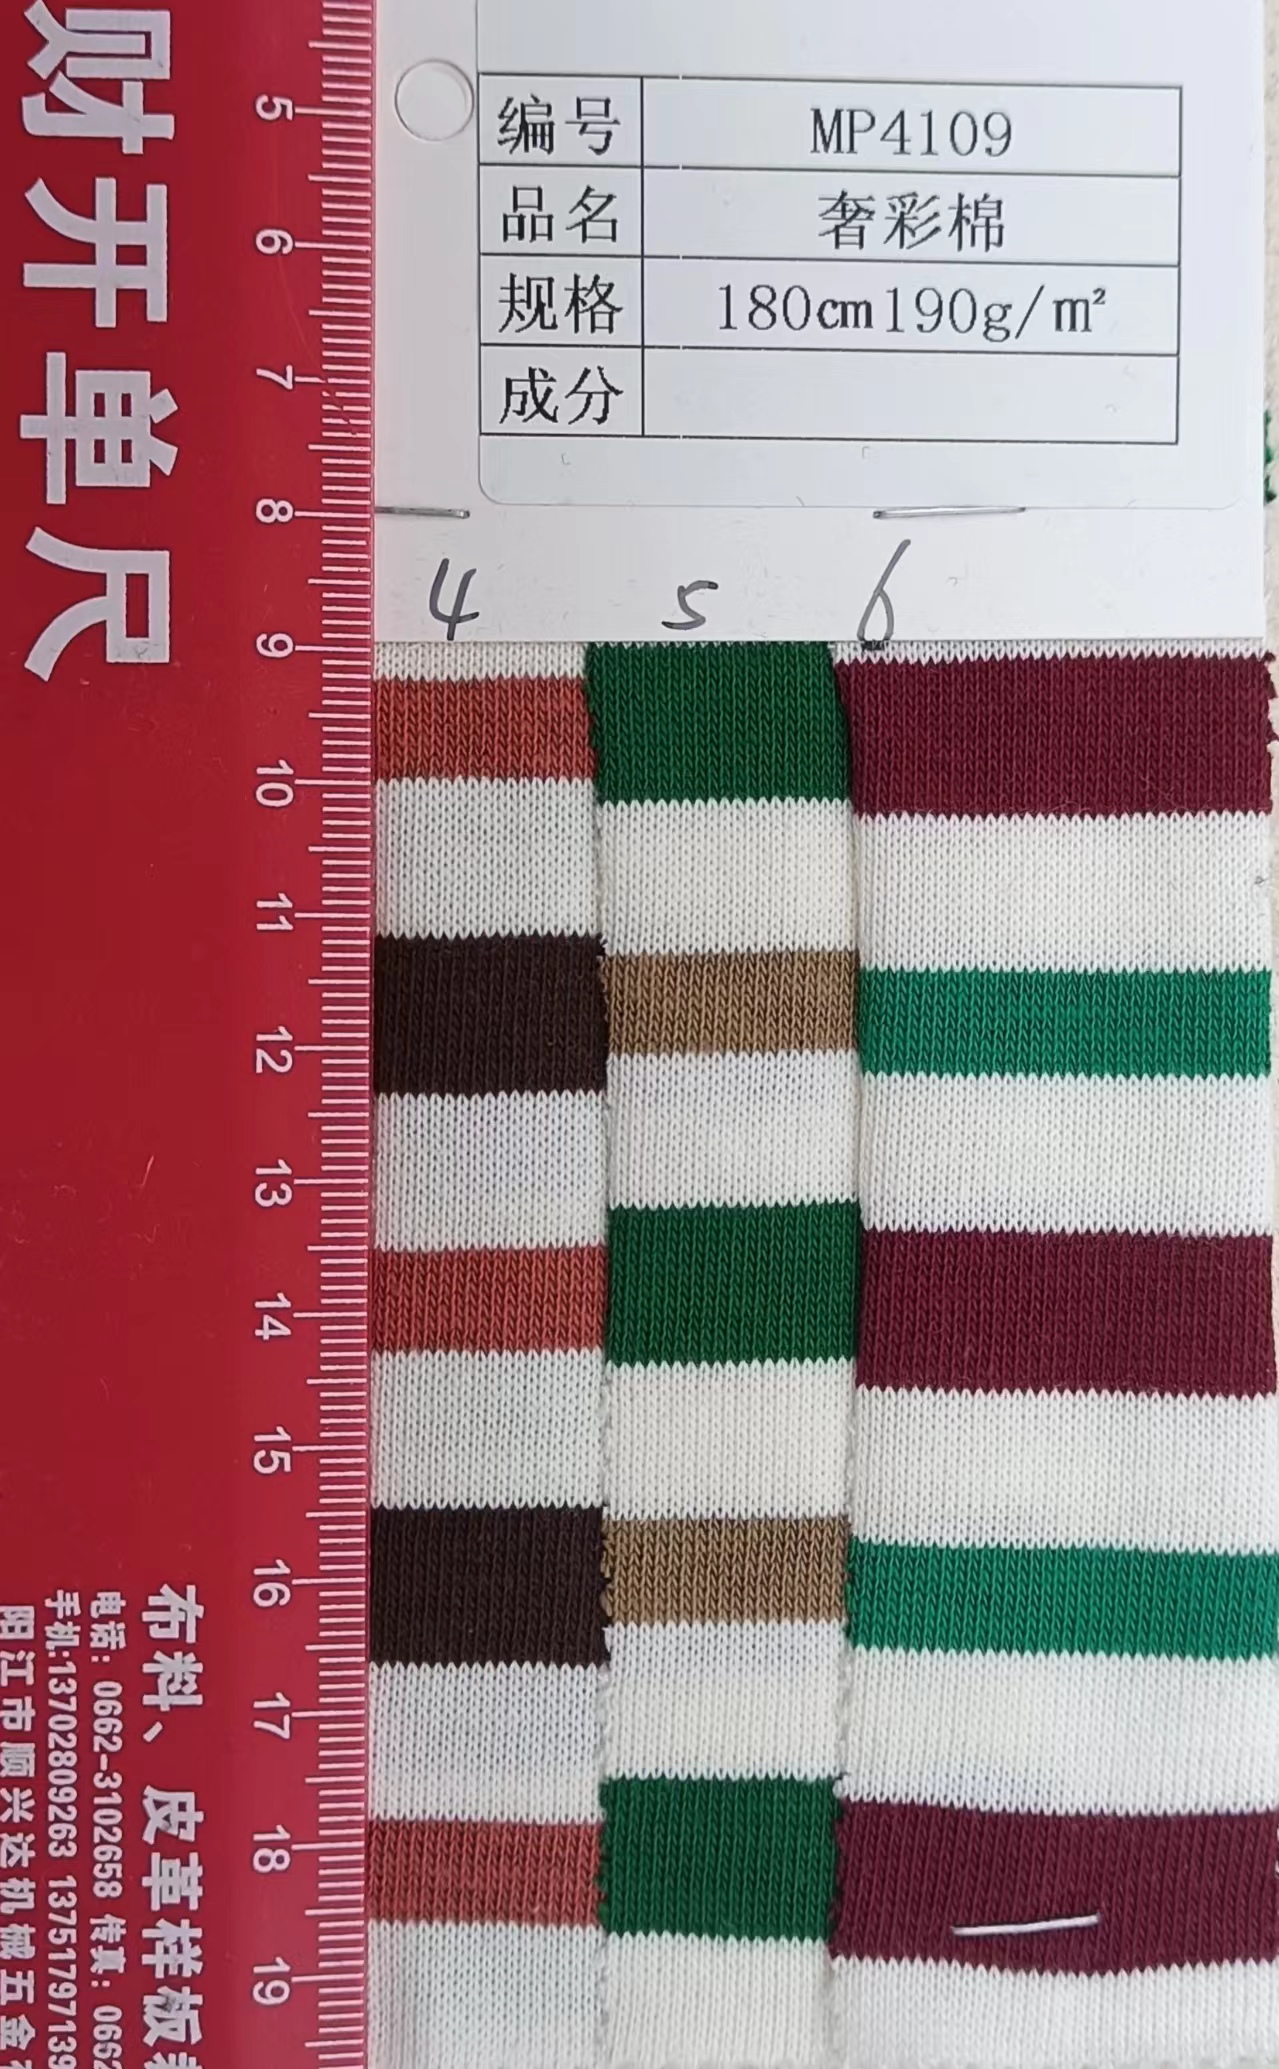 财开单尺
5
6
7
8
9
10
11
12
13
14
15
16
17
18
19
布料、皮革样板
电话：0662-3102658 传真：0662
手机:13702809263 1375179713
阳江市顺兴达机械五金
编号 MP4109
品名 奢彩棉
规格 180cm190g/m²
成分
4 5 6